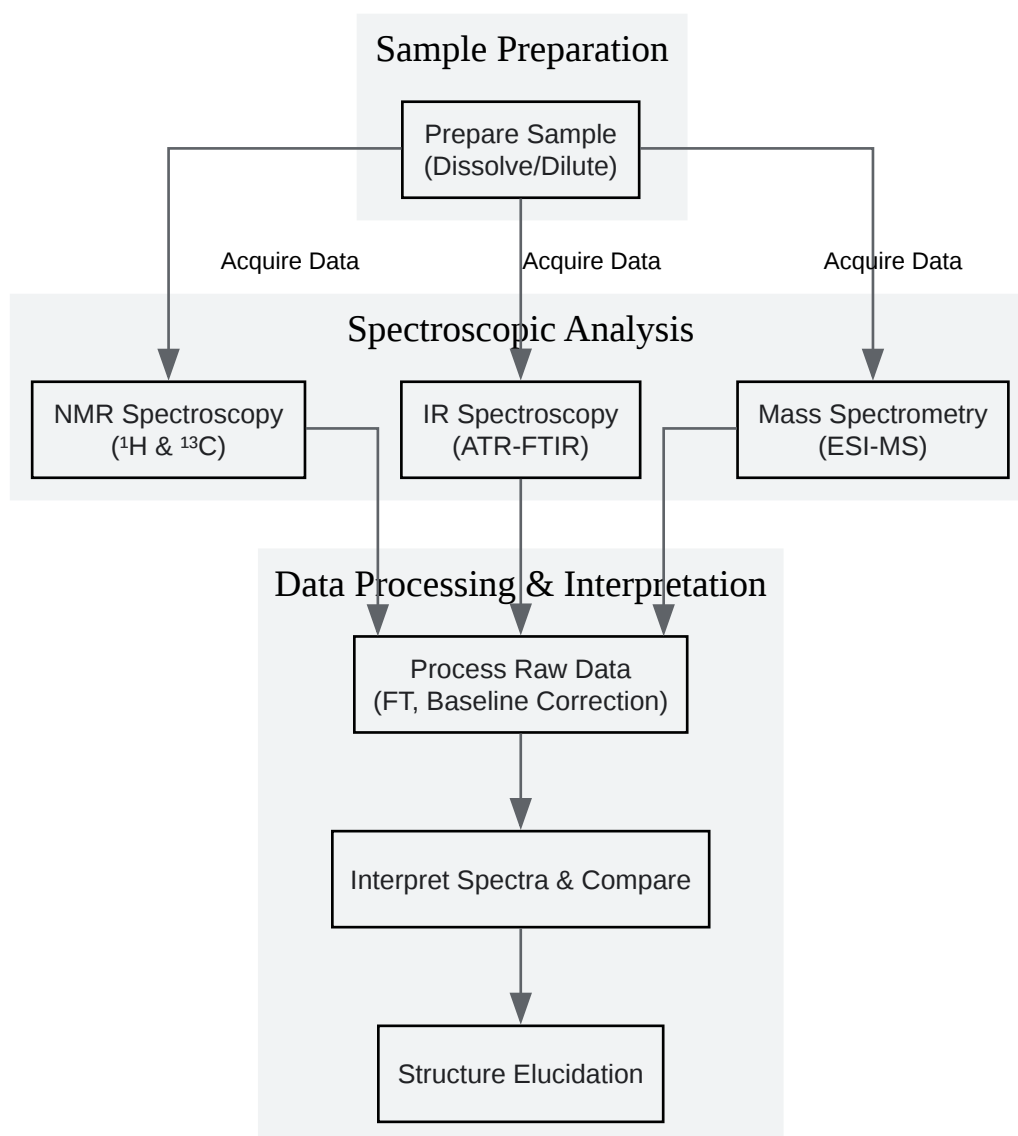 Sample Preparation
Prepare Sample
(Dissolve/Dilute)
Acquire Data
Acquire Data
Acquire Data
Spectroscopic Analysis
NMR Spectroscopy
(¹H & ¹³C)
IR Spectroscopy
(ATR-FTIR)
Mass Spectrometry
(ESI-MS)
Data Processing & Interpretation
Process Raw Data
(FT, Baseline Correction)
Interpret Spectra & Compare
Structure Elucidation